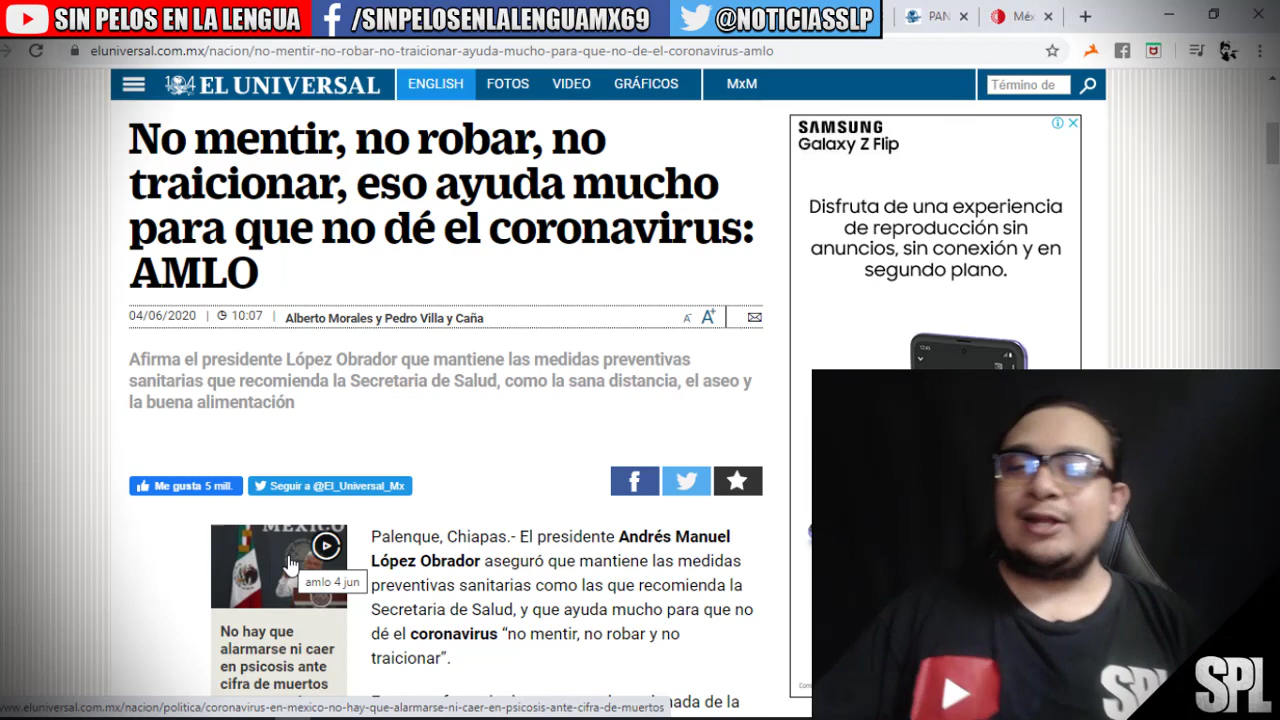 SIN PELOS EN LA LENGUA
/SINPELOSENLALENGUAMX69
@NOTICIASSLP
PAN
Méx
eluniversal.com.mx/nacion/no-mentir-no-robar-no-traicionar-ayuda-mucho-para-que-no-de-el-coronavirus-amlo
104 EL UNIVERSAL
ENGLISH
FOTOS
VIDEO
GRÁFICOS
MxM
Término de
No mentir, no robar, no
traicionar, eso ayuda mucho
para que no dé el coronavirus:
AMLO
04/06/2020
10:07
Alberto Morales y Pedro Villa y Caña
A-
A+
Afirma el presidente López Obrador que mantiene las medidas preventivas
sanitarias que recomienda la Secretaria de Salud, como la sana distancia, el aseo y
la buena alimentación
Me gusta 5 mil.
Seguir a @El_Universal_Mx
MÉXICO
amlo 4 jun
No hay que
alarmarse ni caer
en psicosis ante
cifra de muertos
Palenque, Chiapas.- El presidente Andrés Manuel
López Obrador aseguró que mantiene las medidas
preventivas sanitarias como las que recomienda la
Secretaria de Salud, y que ayuda mucho para que no
dé el coronavirus “no mentir, no robar y no
traicionar”.
nada de la
SAMSUNG
Galaxy Z Flip
Disfruta de una experiencia
de reproducción sin
anuncios, sin conexión y en
segundo plano.
SPL
SPL
www.eluniversal.com.mx/nacion/politica/coronavirus-en-mexico-no-hay-que-alarmarse-ni-caer-en-psicosis-ante-cifra-de-muertos